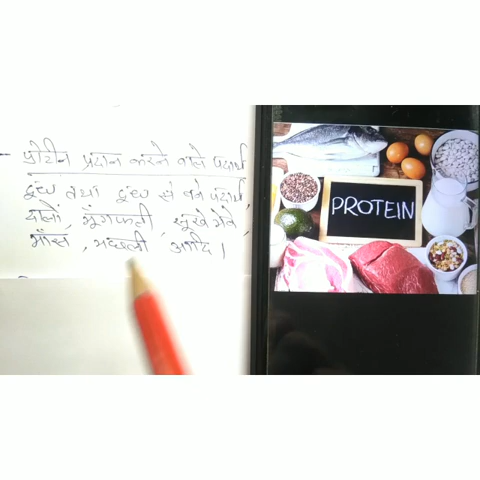 - प्रोटीन प्रदान करने वाले पदार्थ
दूध तथा दूध से बने पदार्थ,
दालों, मूंगफली, सूखे मेवे
माँस, मछली, आदि।
PROTEIN